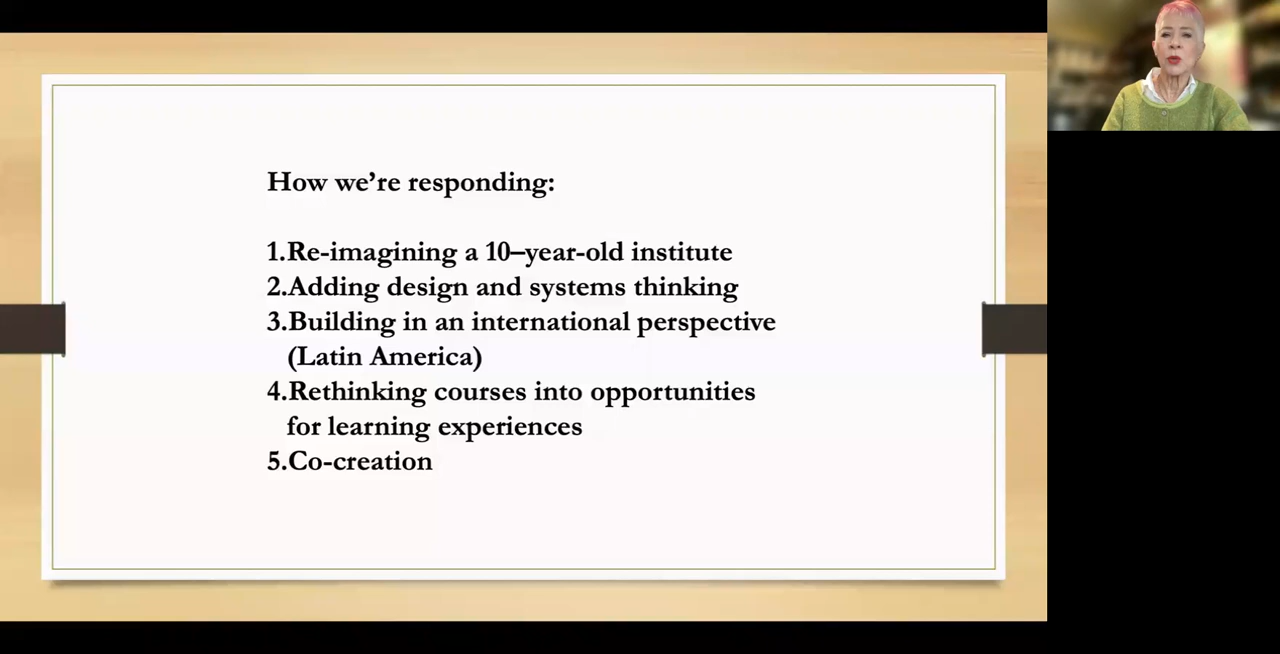 How we’re responding:
1.Re-imagining a 10–year-old institute
2.Adding design and systems thinking
3.Building in an international perspective
(Latin America)
4.Rethinking courses into opportunities
for learning experiences
5.Co-creation